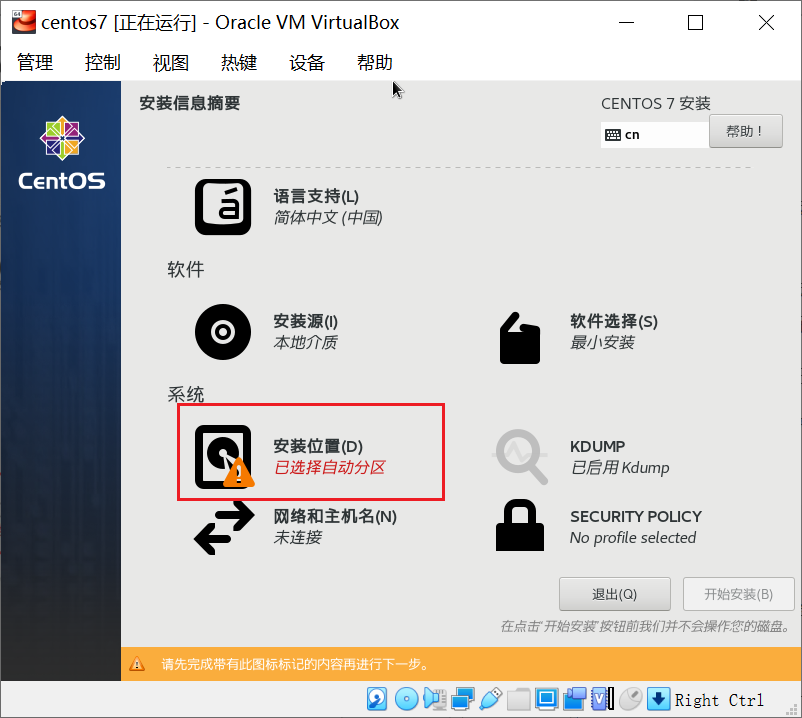 centos7 [正在运行] - Oracle VM VirtualBox
管理 控制 视图 热键 设备 帮助
安装信息摘要
CENTOS 7 安装
cn
帮助！
CentOS
语言支持(L)
简体中文 (中国)
软件
安装源(I)
本地介质
软件选择(S)
最小安装
系统
安装位置(D)
已选择自动分区
KDUMP
已启用 Kdump
网络和主机名(N)
未连接
SECURITY POLICY
No profile selected
退出(Q)
开始安装(B)
在点击"开始安装"按钮前我们并不会操作您的磁盘。
请先完成带有此图标标记的内容再进行下一步。
Right Ctrl